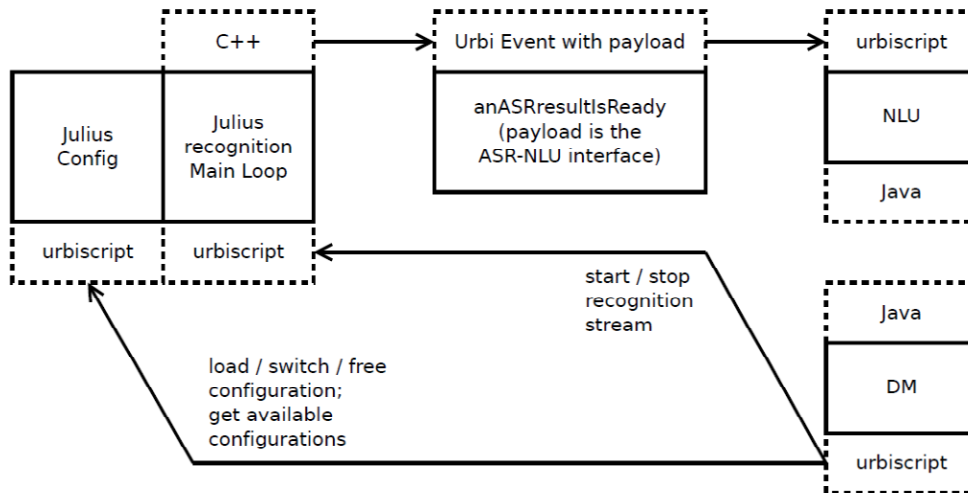 C++
Urbi Event with payload
urbiscript
Julius
Config
Julius
recognition
Main Loop
anASRresultIsReady
(payload is the
ASR-NLU interface)
NLU
Java
urbiscript
urbiscript
start / stop
recognition
stream
Java
load / switch / free
configuration;
get available
configurations
DM
urbiscript